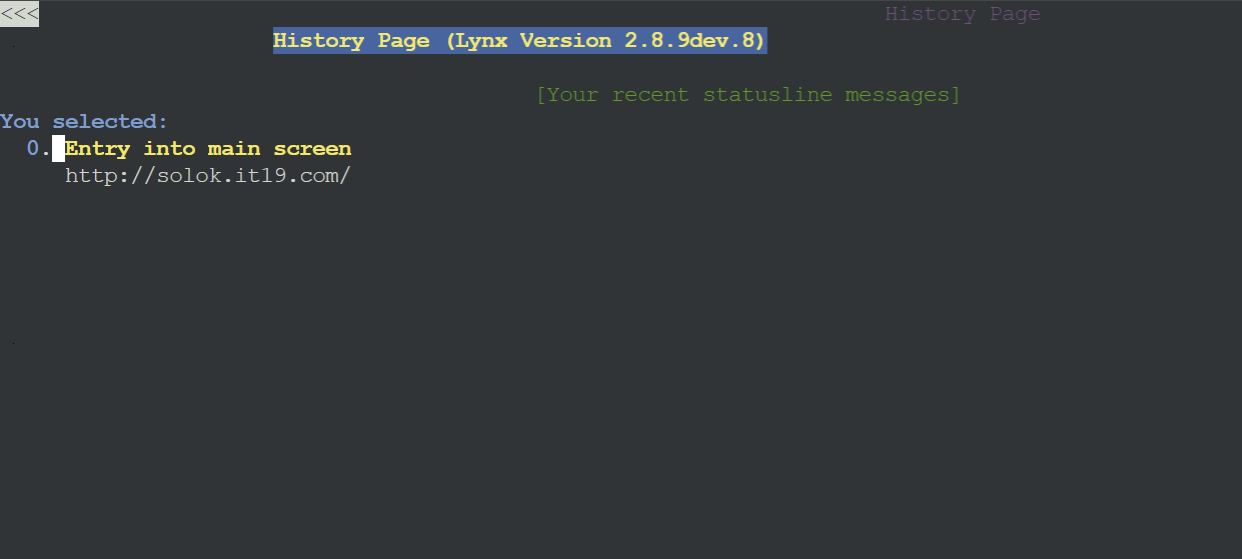 <<< History Page
History Page (Lynx Version 2.8.9dev.8)
[Your recent statusline messages]
You selected:
0. Entry into main screen
http://solok.it19.com/